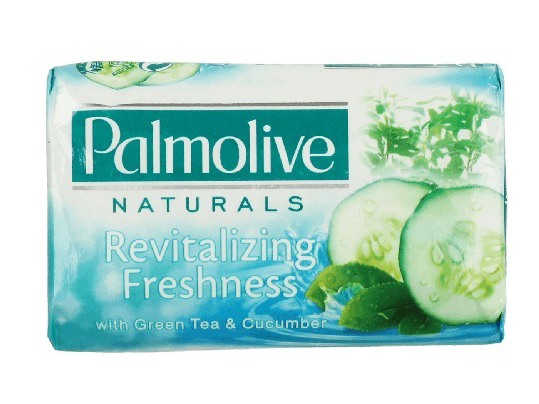 Palmolive
NATURALS
Revitalizing
Freshness
with Green Tea & Cucumber